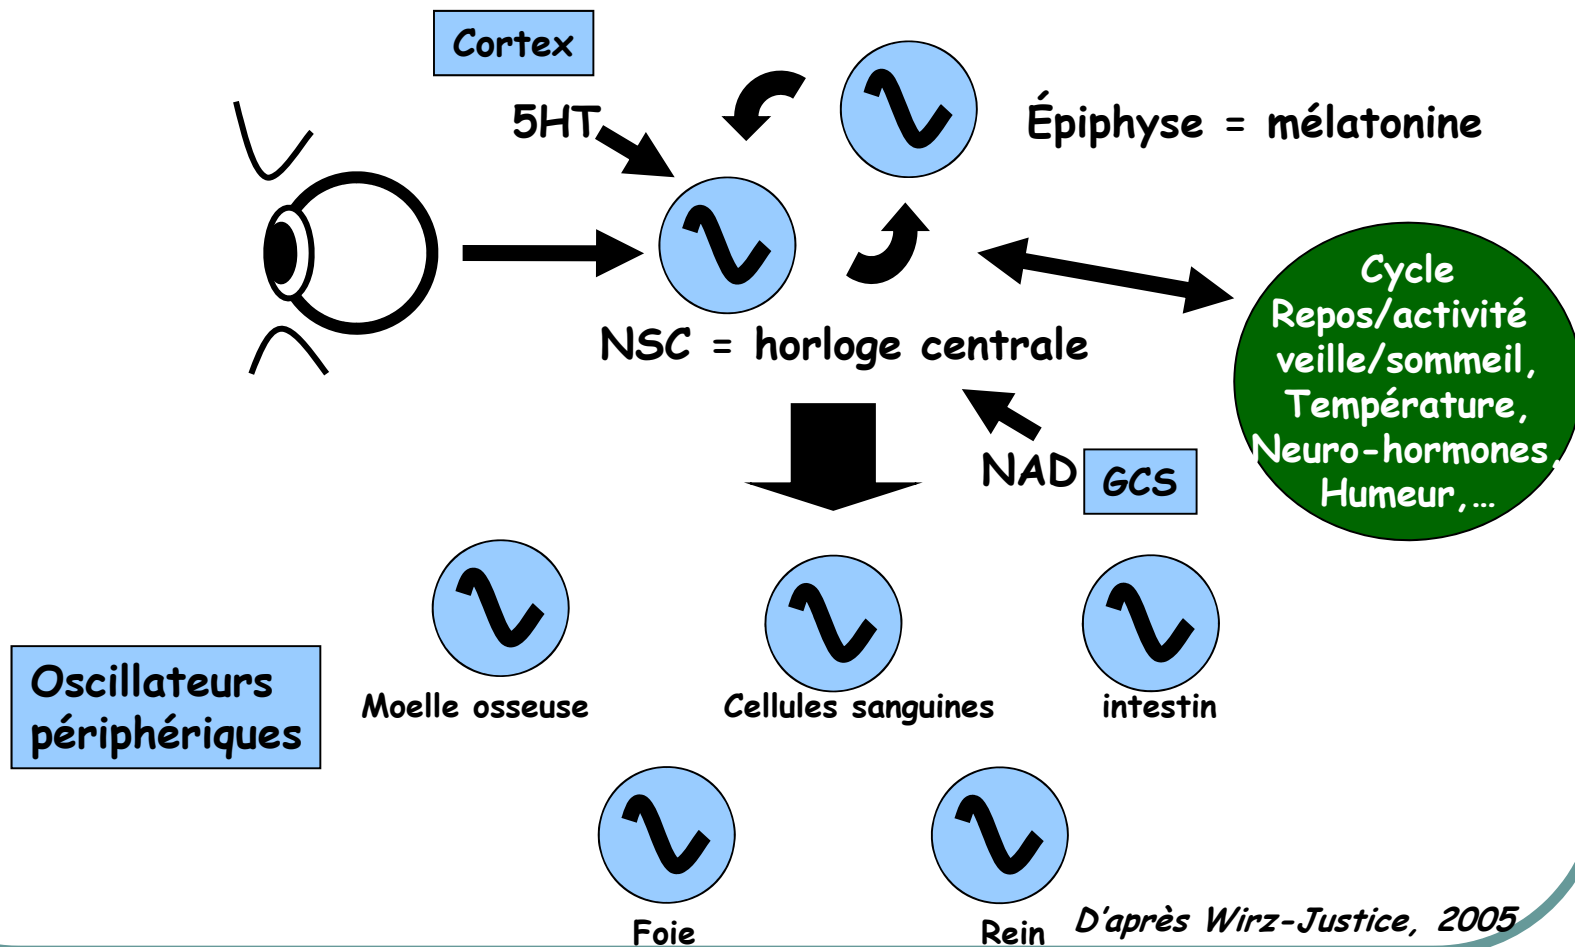 Cortex
5HT
Épiphyse = mélatonine
NSC = horloge centrale
Cycle
Repos/activité
veille/sommeil,
Température,
Neuro-hormones,
Humeur,...
NAD
GCS
Oscillateurs
périphériques
Moelle osseuse
Cellules sanguines
intestin
Foie
Rein
D'après Wirz-Justice, 2005